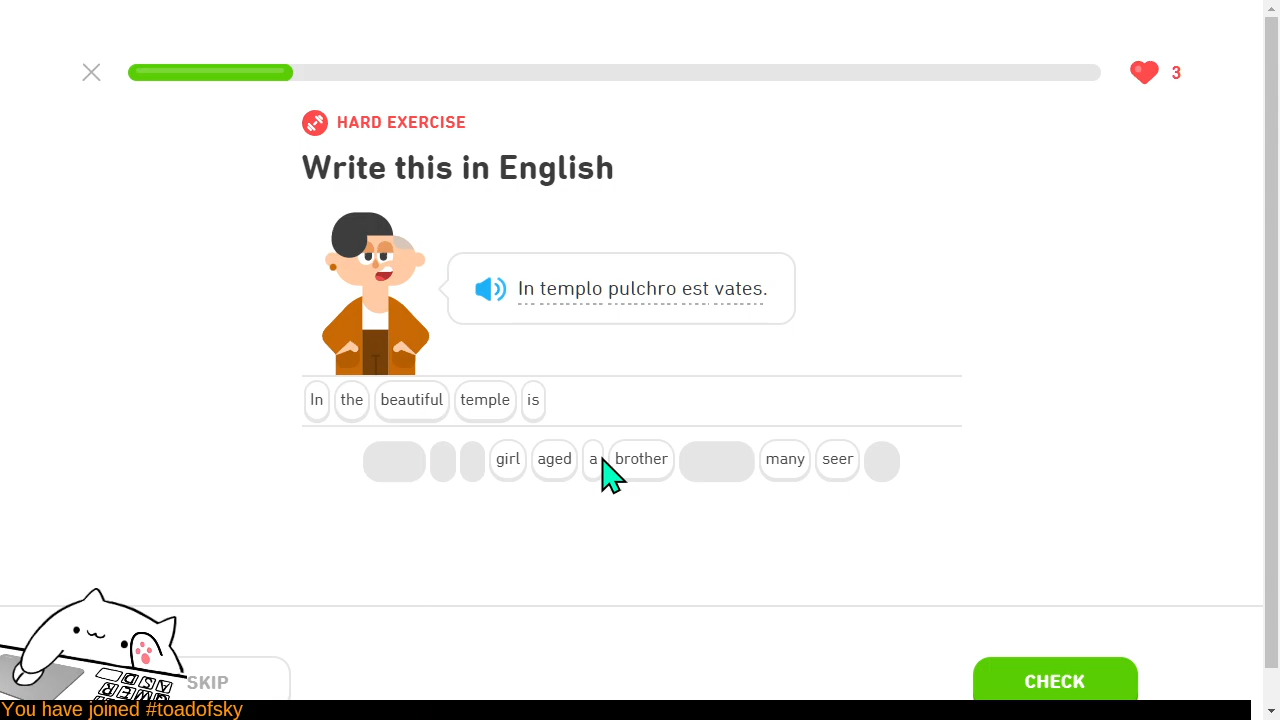 3
HARD EXERCISE
Write this in English
In templo pulchro est vates.
In the beautiful temple is
girl aged a brother many seer
SKIP
CHECK
You have joined #toadofsky